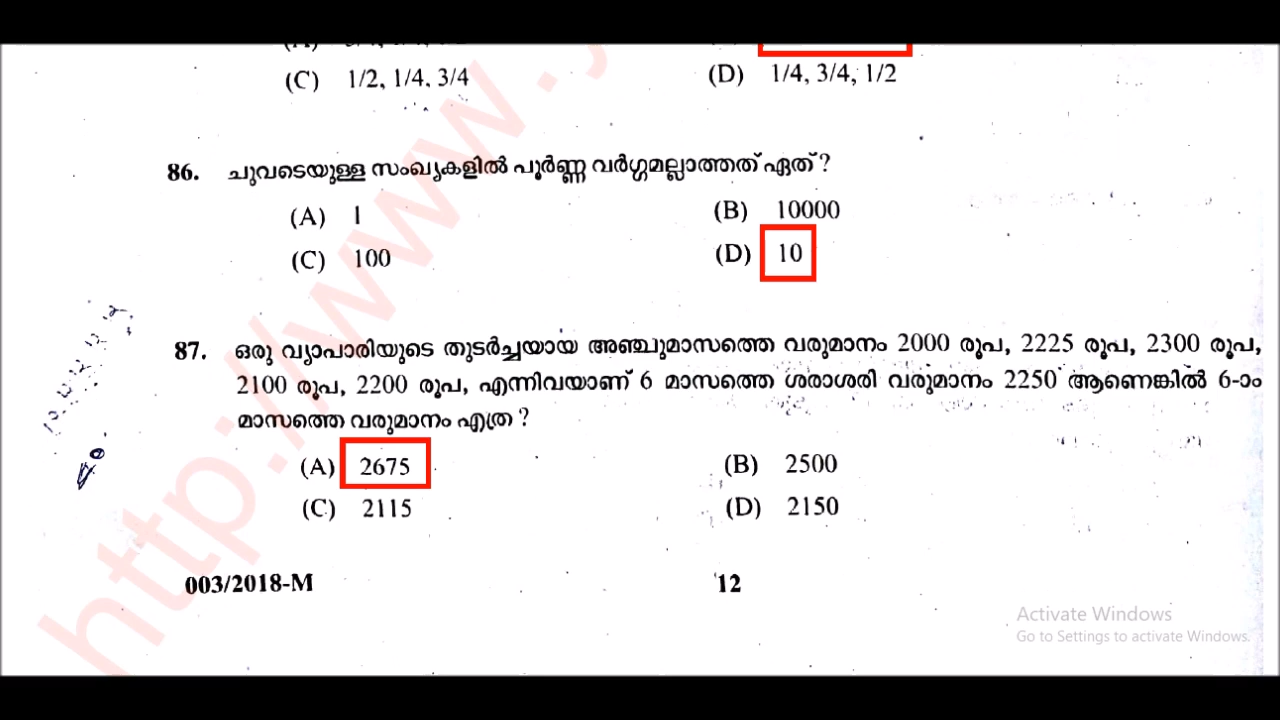 (C) 1/2, 1/4, 3/4 (D) 1/4, 3/4, 1/2
86. ചുവടെയുള്ള സംഖ്യകളിൽ പൂർണ്ണ വർഗ്ഗമല്ലാത്തത് ഏത് ?
(A) 1 (B) 10000
(C) 100 (D) 10
87. ഒരു വ്യാപാരിയുടെ തുടർച്ചയായ അഞ്ചുമാസത്തെ വരുമാനം 2000 രൂപ, 2225 രൂപ, 2300 രൂപ,
2100 രൂപ, 2200 രൂപ, എന്നിവയാണ് 6 മാസത്തെ ശരാശരി വരുമാനം 2250 ആണെങ്കിൽ 6-ാം
മാസത്തെ വരുമാനം എത്ര ?
(A) 2675 (B) 2500
(C) 2115 (D) 2150
003/2018-M 12
Activate Windows
Go to Settings to activate Windows.
http://www.